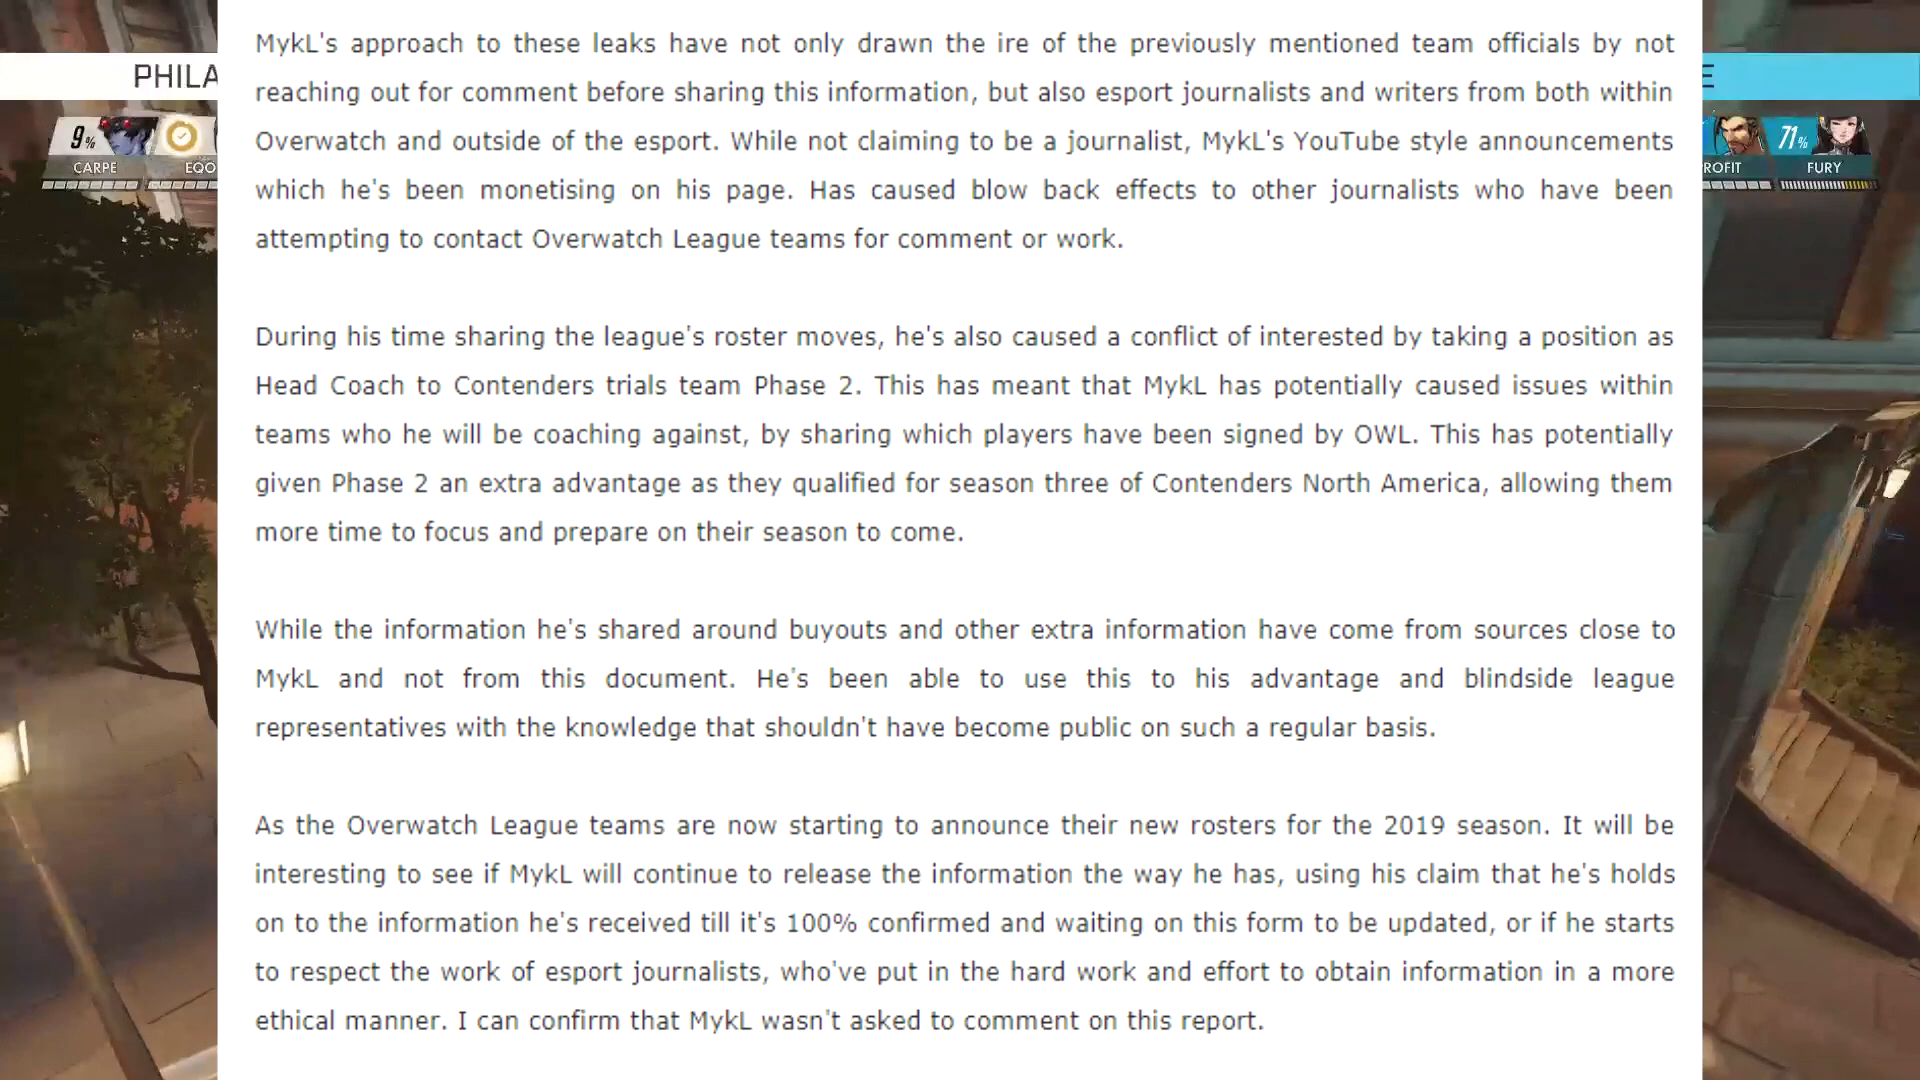 MykL's approach to these leaks have not only drawn the ire of the previously mentioned team officials by not
reaching out for comment before sharing this information, but also esport journalists and writers from both within
Overwatch and outside of the esport. While not claiming to be a journalist, MykL's YouTube style announcements
which he's been monetising on his page. Has caused blow back effects to other journalists who have been
attempting to contact Overwatch League teams for comment or work.
During his time sharing the league's roster moves, he's also caused a conflict of interested by taking a position as
Head Coach to Contenders trials team Phase 2. This has meant that MykL has potentially caused issues within
teams who he will be coaching against, by sharing which players have been signed by OWL. This has potentially
given Phase 2 an extra advantage as they qualified for season three of Contenders North America, allowing them
more time to focus and prepare on their season to come.
While the information he's shared around buyouts and other extra information have come from sources close to
MykL and not from this document. He's been able to use this to his advantage and blindside league
representatives with the knowledge that shouldn't have become public on such a regular basis.
As the Overwatch League teams are now starting to announce their new rosters for the 2019 season. It will be
interesting to see if MykL will continue to release the information the way he has, using his claim that he's holds
on to the information he's received till it's 100% confirmed and waiting on this form to be updated, or if he starts
to respect the work of esport journalists, who've put in the hard work and effort to obtain information in a more
ethical manner. I can confirm that MykL wasn't asked to comment on this report.
PHILA
9%
CARPE
EQO
E
ROFIT
71%
FURY